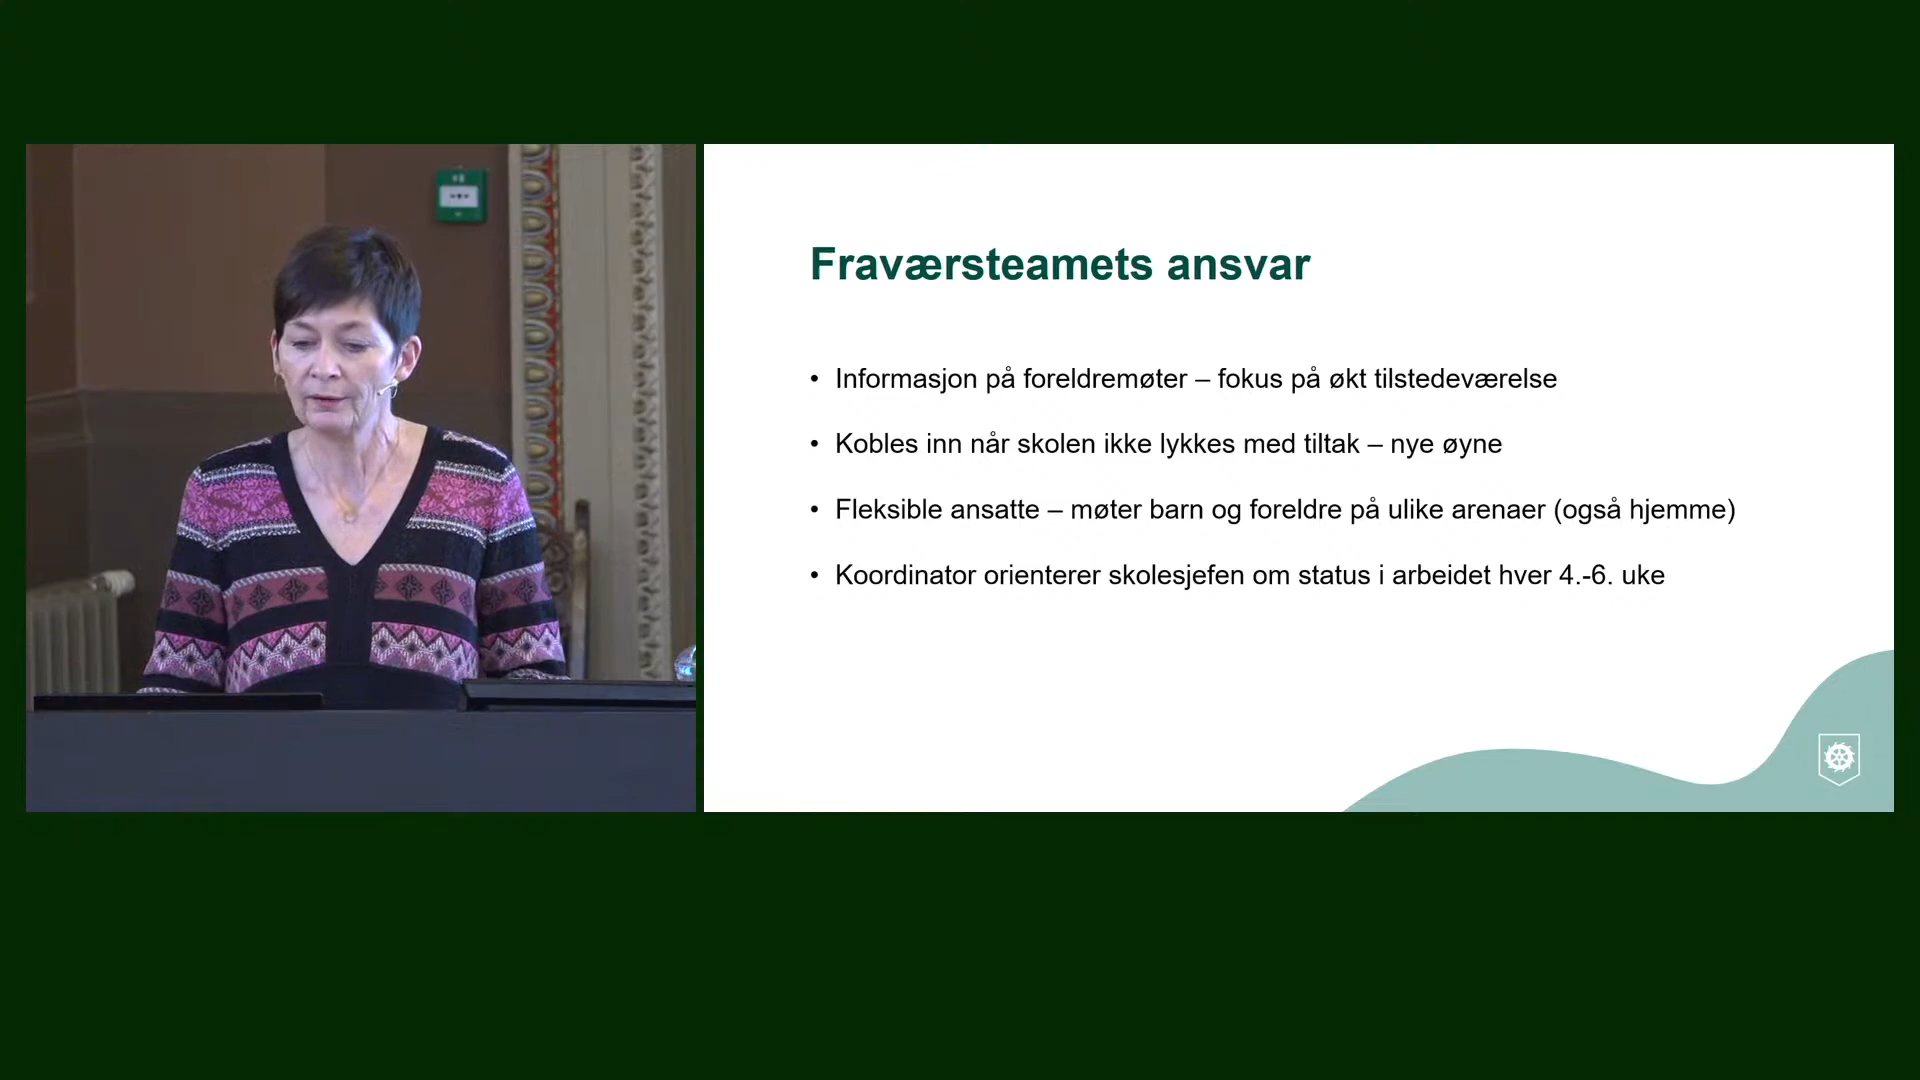 Fraværsteamets ansvar
• Informasjon på foreldremøter – fokus på økt tilstedeværelse
• Kobles inn når skolen ikke lykkes med tiltak – nye øyne
• Fleksible ansatte – møter barn og foreldre på ulike arenaer (også hjemme)
• Koordinator orienterer skolesjefen om status i arbeidet hver 4.-6. uke